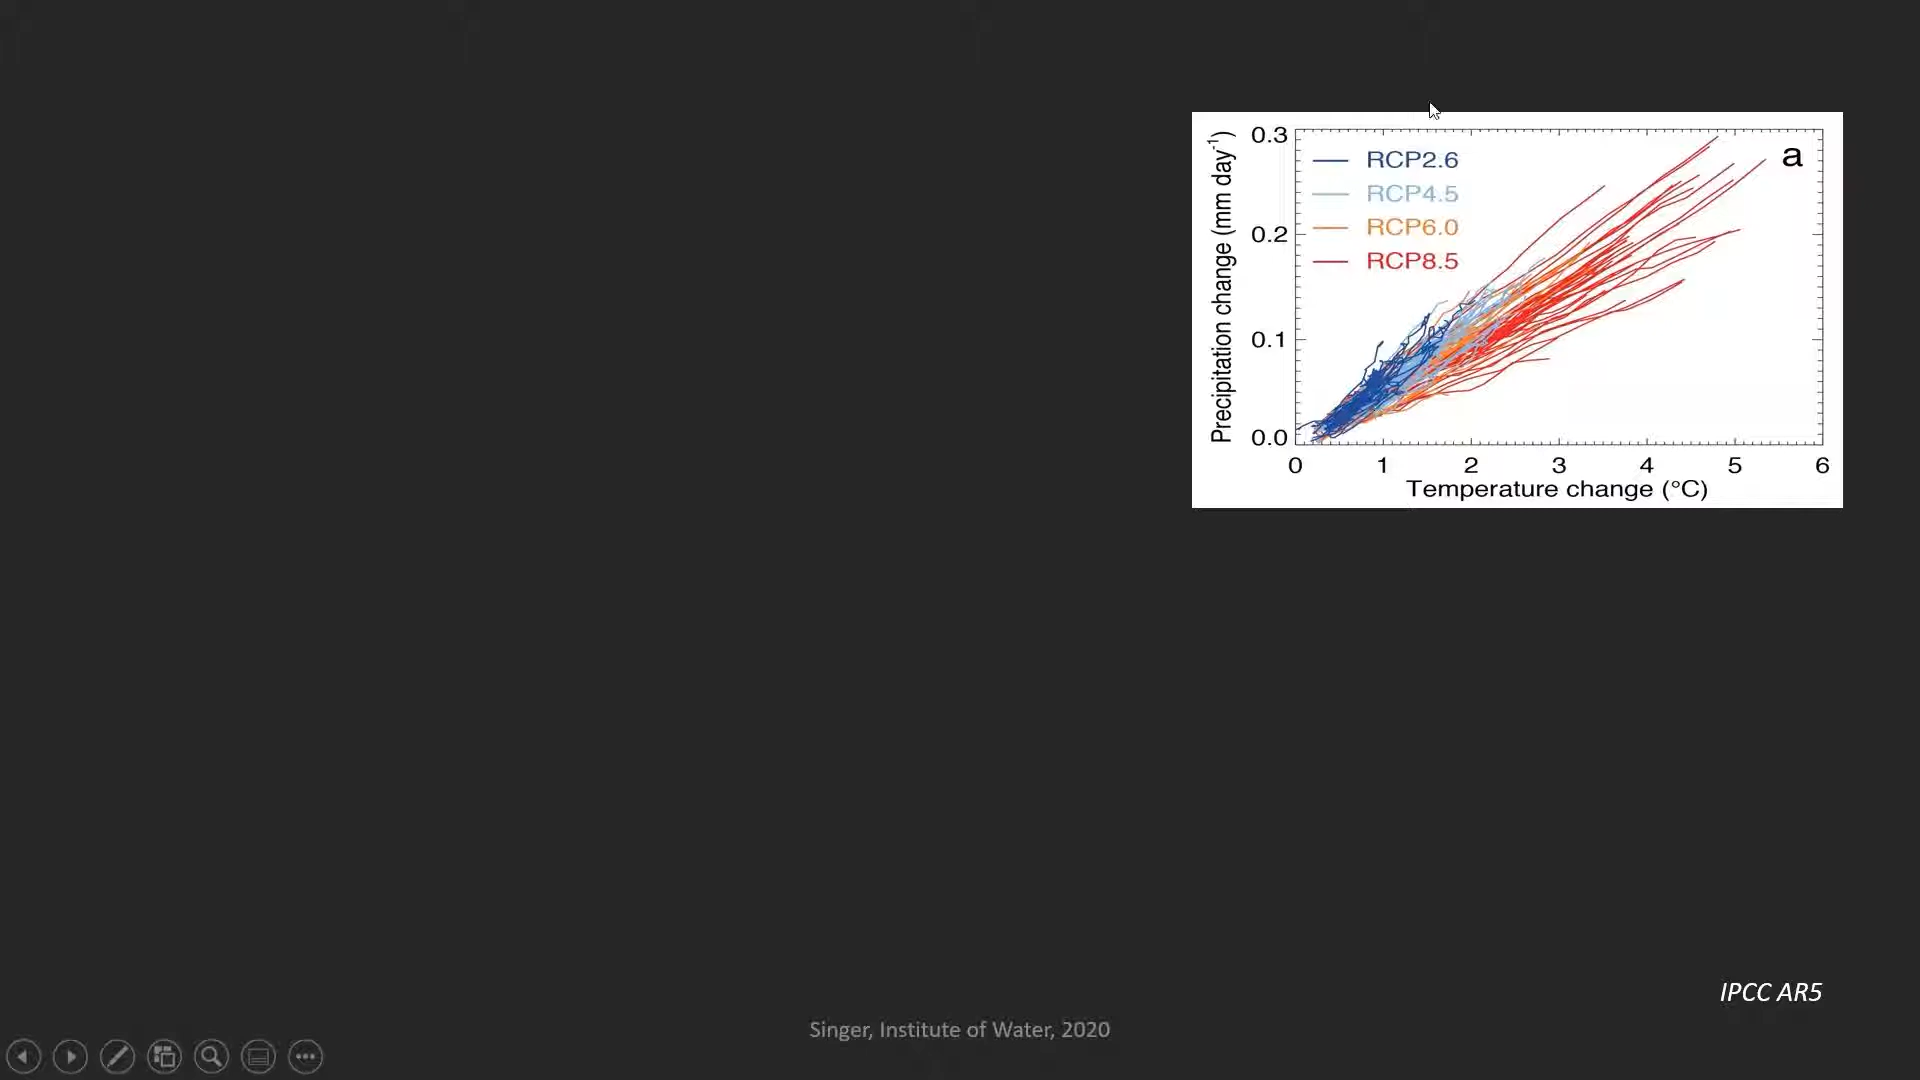 Precipitation change (mm day-1)
0.3
0.2
0.1
0.0
RCP2.6
RCP4.5
RCP6.0
RCP8.5
a
0 1 2 3 4 5 6
Temperature change (°C)
IPCC AR5
Singer, Institute of Water, 2020